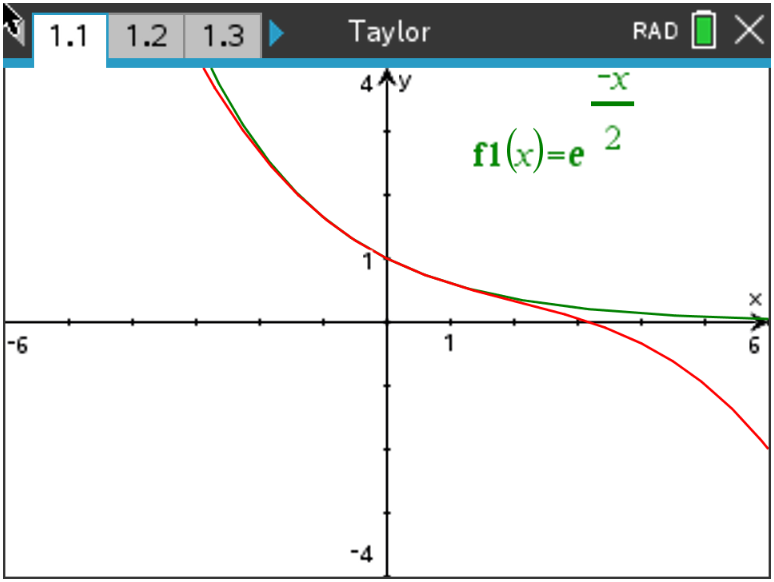 1.1 1.2 1.3 Taylor RAD
4 y
f1(x)=e^(-x/2)
1
x
-6 1 6
-4